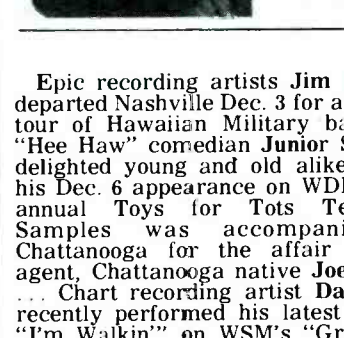 Epic recording artists Jim
departed Nashville Dec. 3 for a
tour of Hawaiian Military ba
"Hee Haw" comedian Junior S
delighted young and old alike
his Dec. 6 appearance on WD
annual Toys for Tots Te
Samples was accompani
Chattanooga for the affair
agent, Chattanooga native Joe
... Chart recording artist Da
recently performed his latest
"I'm Walkin'" on WSM's "Gr